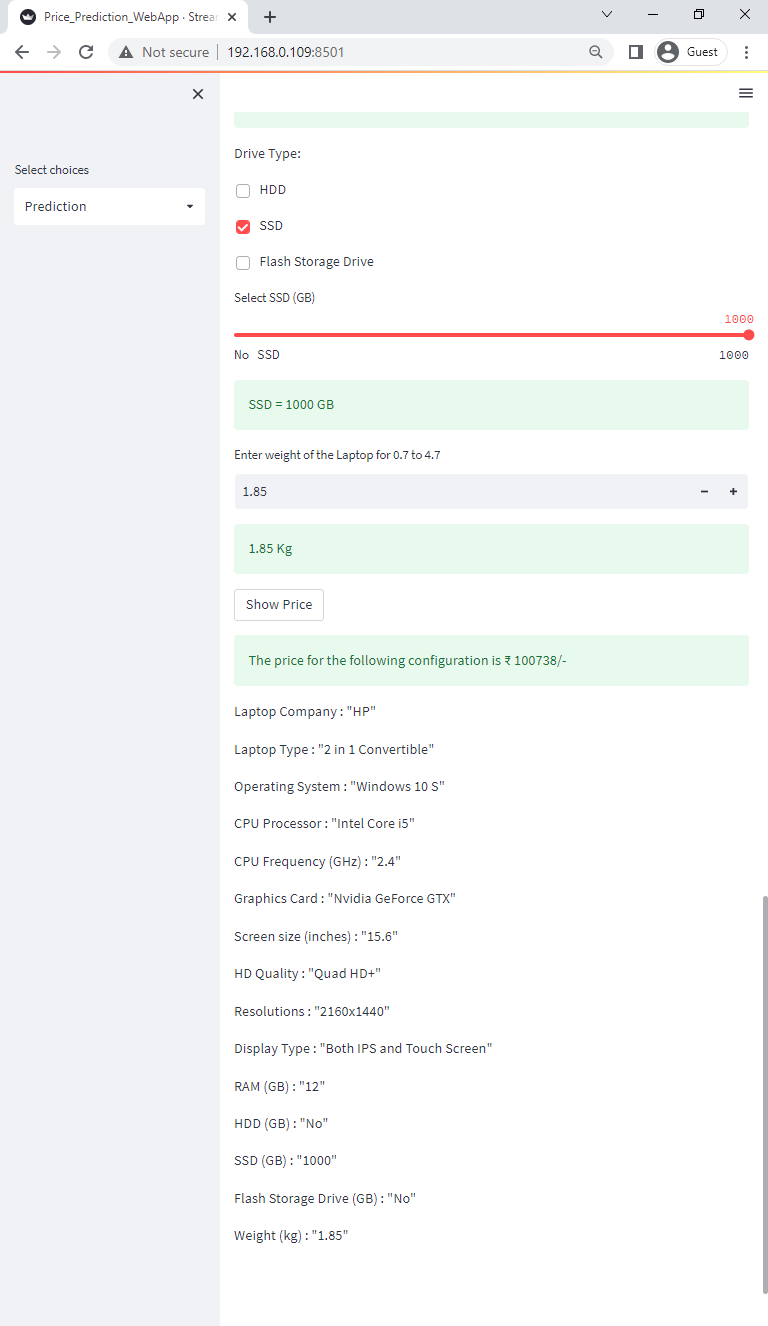 Price_Prediction_WebApp · Strea
Not secure
192.168.0.109:8501
Guest
Select choices
Prediction
Drive Type:
HDD
SSD
Flash Storage Drive
Select SSD (GB)
1000
No SSD 1000
SSD = 1000 GB
Enter weight of the Laptop for 0.7 to 4.7
1.85
1.85 Kg
Show Price
The price for the following configuration is ₹ 100738/-
Laptop Company : "HP"
Laptop Type : "2 in 1 Convertible"
Operating System : "Windows 10 S"
CPU Processor : "Intel Core i5"
CPU Frequency (GHz) : "2.4"
Graphics Card : "Nvidia GeForce GTX"
Screen size (inches) : "15.6"
HD Quality : "Quad HD+"
Resolutions : "2160x1440"
Display Type : "Both IPS and Touch Screen"
RAM (GB) : "12"
HDD (GB) : "No"
SSD (GB) : "1000"
Flash Storage Drive (GB) : "No"
Weight (kg) : "1.85"